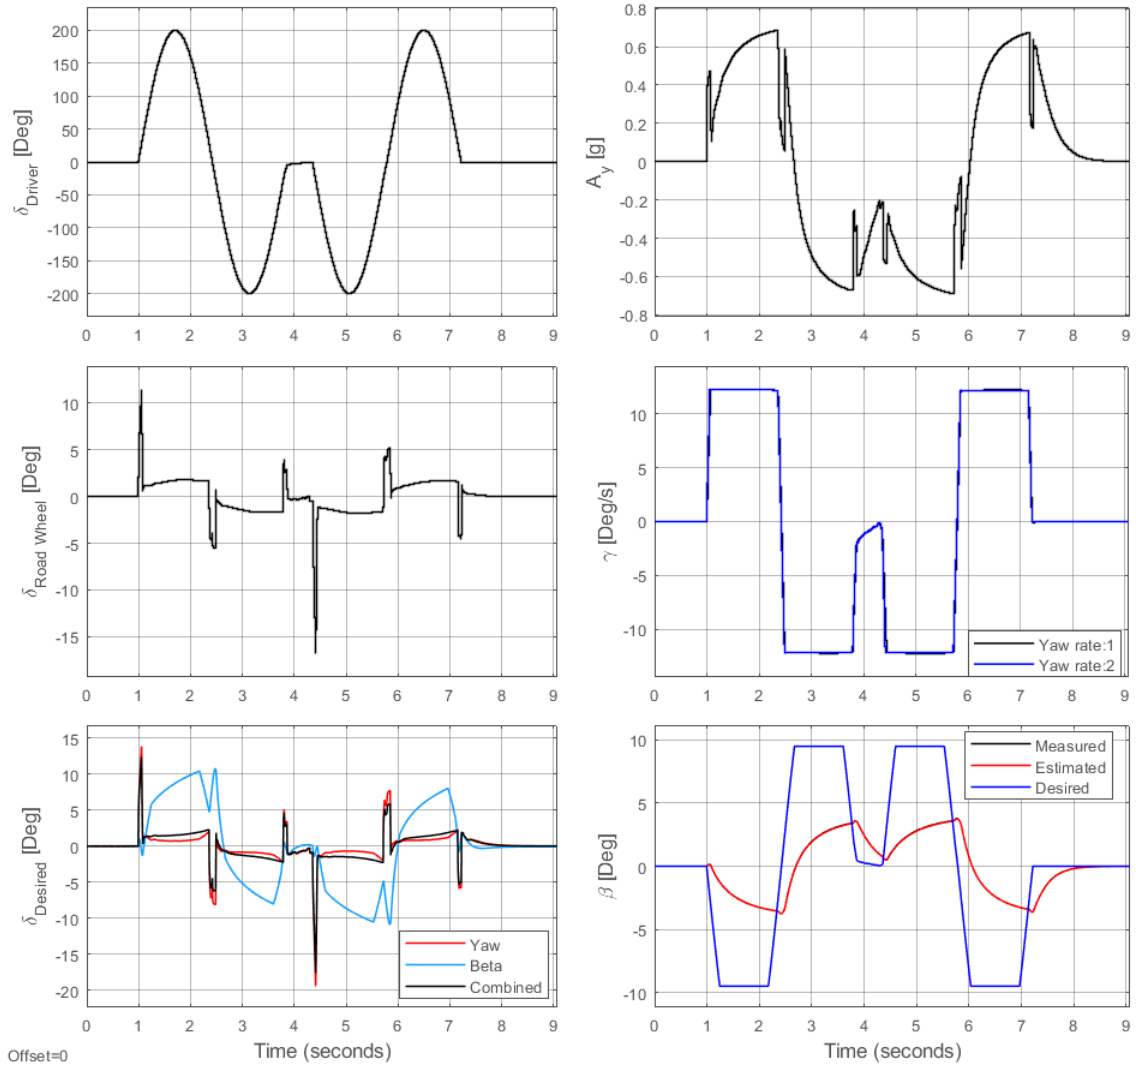 δDriver [Deg]
200
150
100
50
0
-50
-100
-150
-200
0 1 2 3 4 5 6 7 8 9
Ay [g]
0.8
0.6
0.4
0.2
0
-0.2
-0.4
-0.6
-0.8
0 1 2 3 4 5 6 7 8 9
δRoad Wheel [Deg]
10
5
0
-5
-10
-15
0 1 2 3 4 5 6 7 8 9
γ [Deg/s]
10
5
0
-5
-10
Yaw rate:1
Yaw rate:2
0 1 2 3 4 5 6 7 8 9
δDesired [Deg]
15
10
5
0
-5
-10
-15
-20
Yaw
Beta
Combined
0 1 2 3 4 5 6 7 8 9
Time (seconds)
β [Deg]
10
5
0
-5
-10
Measured
Estimated
Desired
0 1 2 3 4 5 6 7 8 9
Time (seconds)
Offset=0